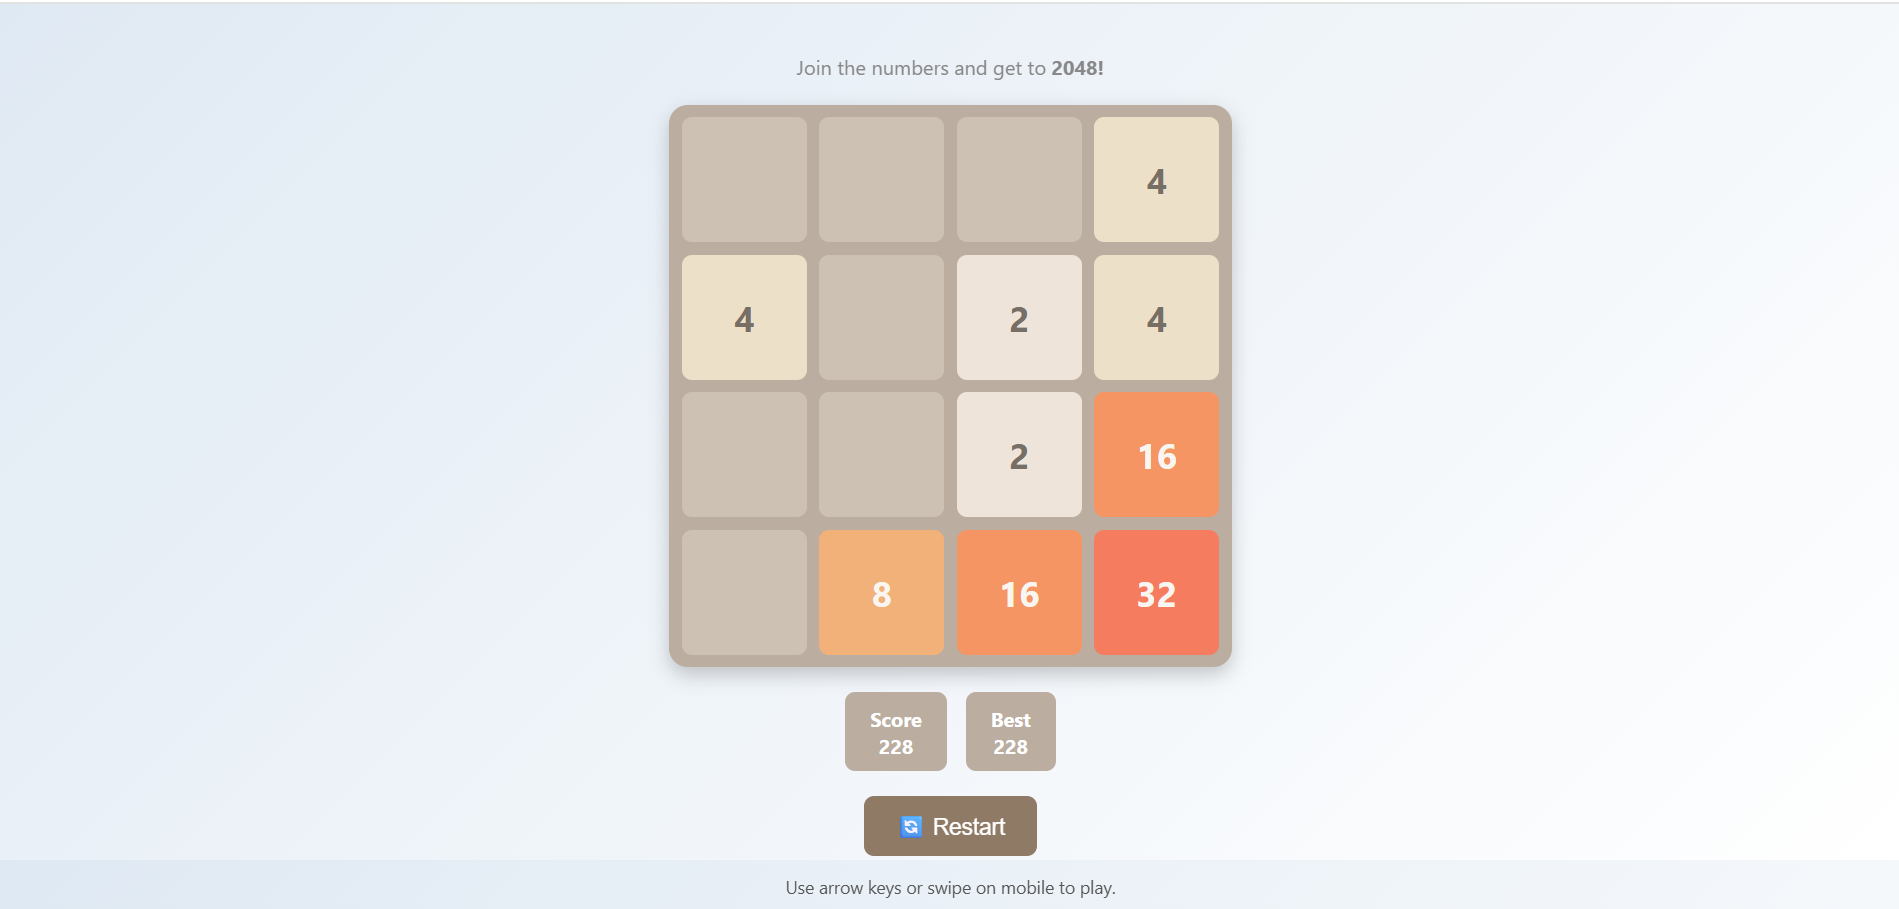 Join the numbers and get to 2048!
4
4 2 4
2 16
8 16 32
Score Best
228 228
Restart
Use arrow keys or swipe on mobile to play.